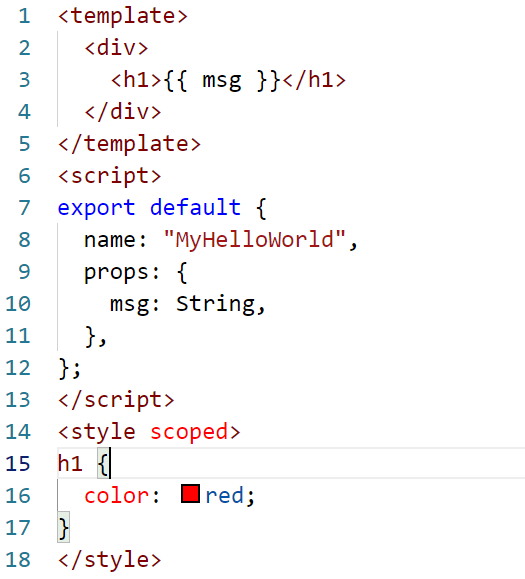 1 <template>
2   <div>
3     <h1>{{ msg }}</h1>
4   </div>
5 </template>
6 <script>
7 export default {
8   name: "MyHelloWorld",
9   props: {
10     msg: String,
11   },
12 };
13 </script>
14 <style scoped>
15 h1 {
16   color: red;
17 }
18 </style>